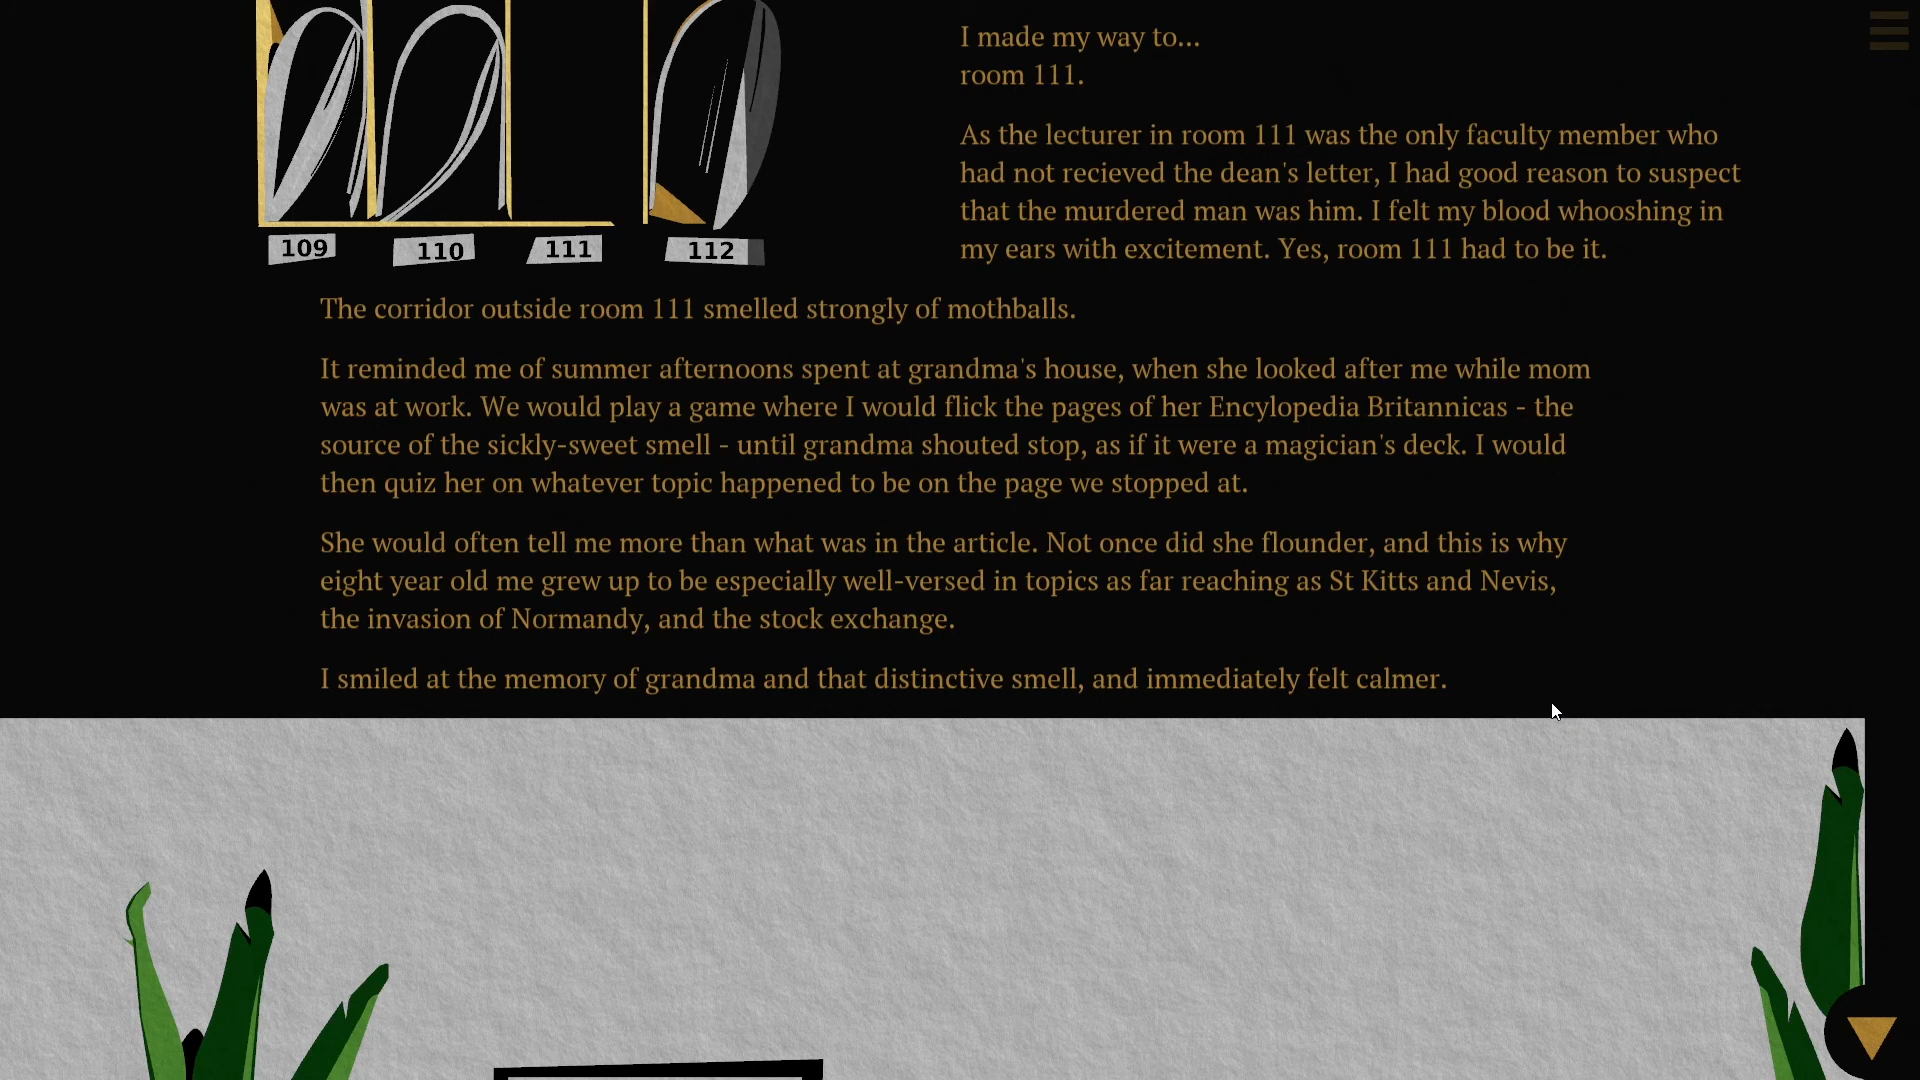 I made my way to...
room 111.
As the lecturer in room 111 was the only faculty member who
had not recieved the dean's letter, I had good reason to suspect
that the murdered man was him. I felt my blood whooshing in
my ears with excitement. Yes, room 111 had to be it.
109 110 111 112
The corridor outside room 111 smelled strongly of mothballs.
It reminded me of summer afternoons spent at grandma's house, when she looked after me while mom
was at work. We would play a game where I would flick the pages of her Encylopedia Britannicas - the
source of the sickly-sweet smell - until grandma shouted stop, as if it were a magician's deck. I would
then quiz her on whatever topic happened to be on the page we stopped at.
She would often tell me more than what was in the article. Not once did she flounder, and this is why
eight year old me grew up to be especially well-versed in topics as far reaching as St Kitts and Nevis,
the invasion of Normandy, and the stock exchange.
I smiled at the memory of grandma and that distinctive smell, and immediately felt calmer.